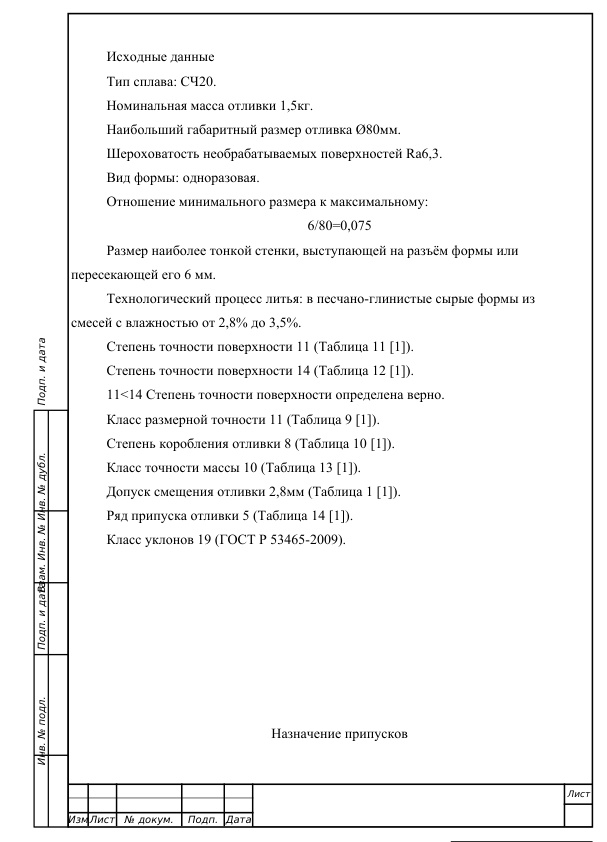 Исходные данные
Тип сплава: СЧ20.
Номинальная масса отливки 1,5кг.
Наибольший габаритный размер отливка Ø80мм.
Шероховатость необрабатываемых поверхностей Ra6,3.
Вид формы: одноразовая.
Отношение минимального размера к максимальному:
6/80=0,075
Размер наиболее тонкой стенки, выступающей на разъём формы или
пересекающей его 6 мм.
Технологический процесс литья: в песчано-глинистые сырые формы из
смесей с влажностью от 2,8% до 3,5%.
Степень точности поверхности 11 (Таблица 11 [1]).
Степень точности поверхности 14 (Таблица 12 [1]).
11<14 Степень точности поверхности определена верно.
Класс размерной точности 11 (Таблица 9 [1]).
Степень коробления отливки 8 (Таблица 10 [1]).
Класс точности массы 10 (Таблица 13 [1]).
Допуск смещения отливки 2,8мм (Таблица 1 [1]).
Ряд припуска отливки 5 (Таблица 14 [1]).
Класс уклонов 19 (ГОСТ Р 53465-2009).
Назначение припусков
Подп. и дата
Инв. № дубл.
Взам. Инв. №
Подп. и дата
Инв. № подл.
Изм Лист № докум. Подп. Дата
Лист